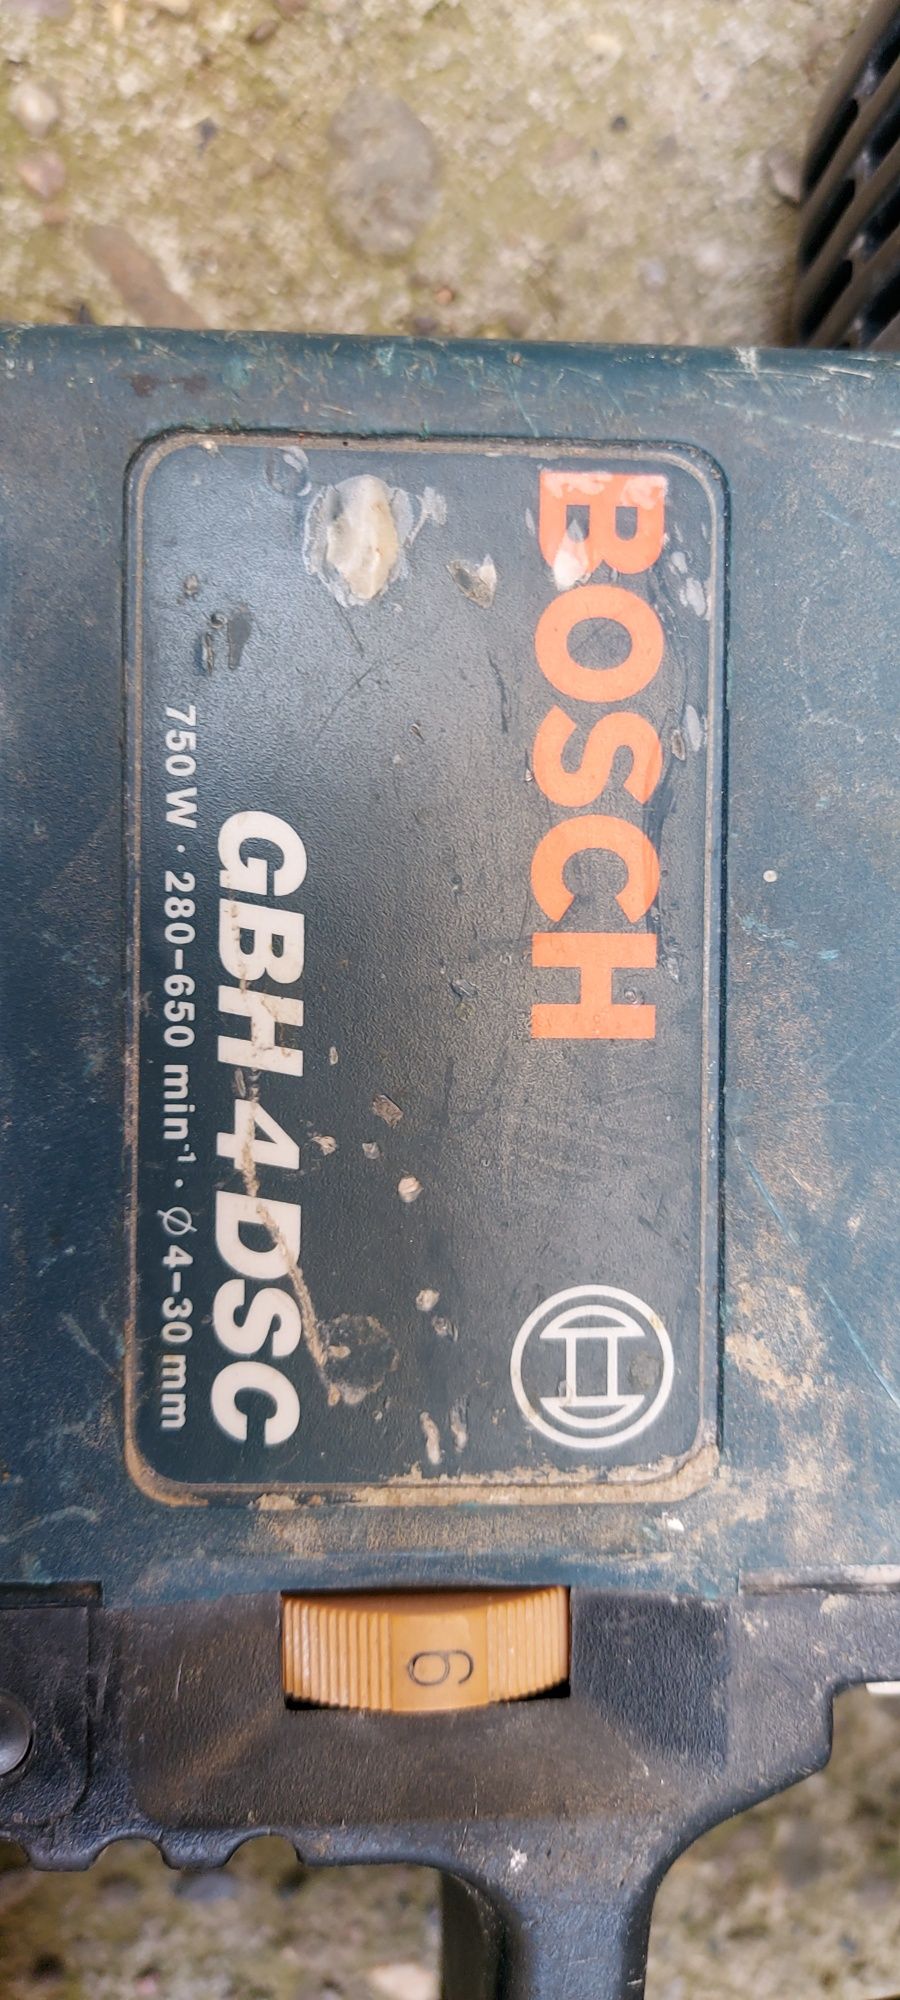 BOSCH
GBH 4 DSC
750 W · 280–650 min⁻¹ · Ø 4–30 mm
6